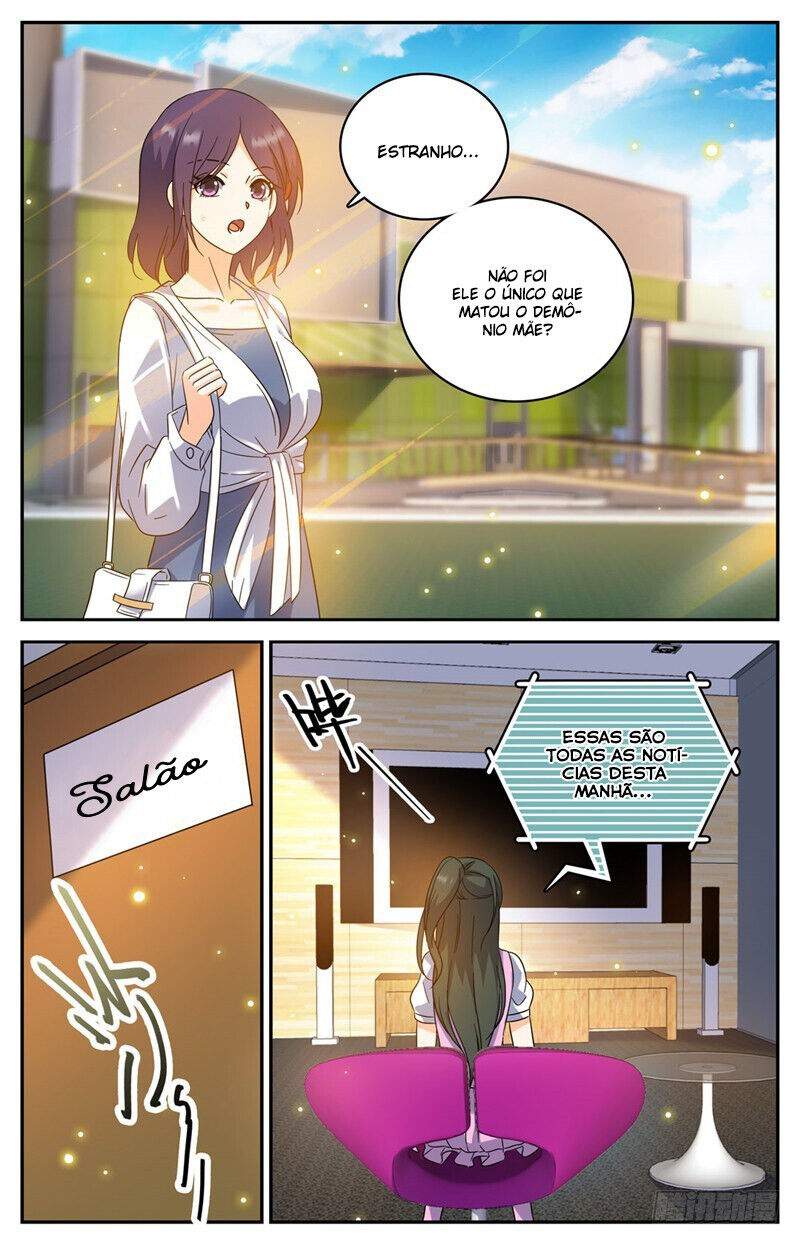 ESTRANHO...
NÃO FOI
ELE O ÚNICO QUE
MATOU O DEMÔ-
NIO MÃE?
Salão
ESSAS SÃO
TODAS AS NOTÍ-
CIAS DESTA
MANHÃ...